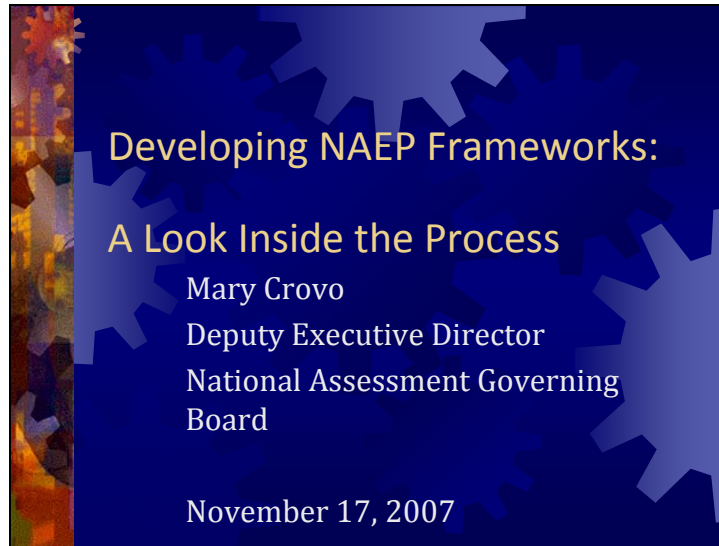 Developing NAEP Frameworks:
A Look Inside the Process
Mary Crovo
Deputy Executive Director
National Assessment Governing
Board
November 17, 2007